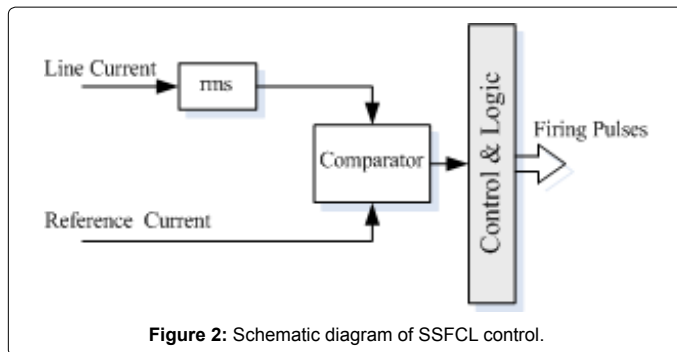 Line Current
rms
Comparator
Reference Current
Control & Logic
Firing Pulses
Figure 2: Schematic diagram of SSFCL control.